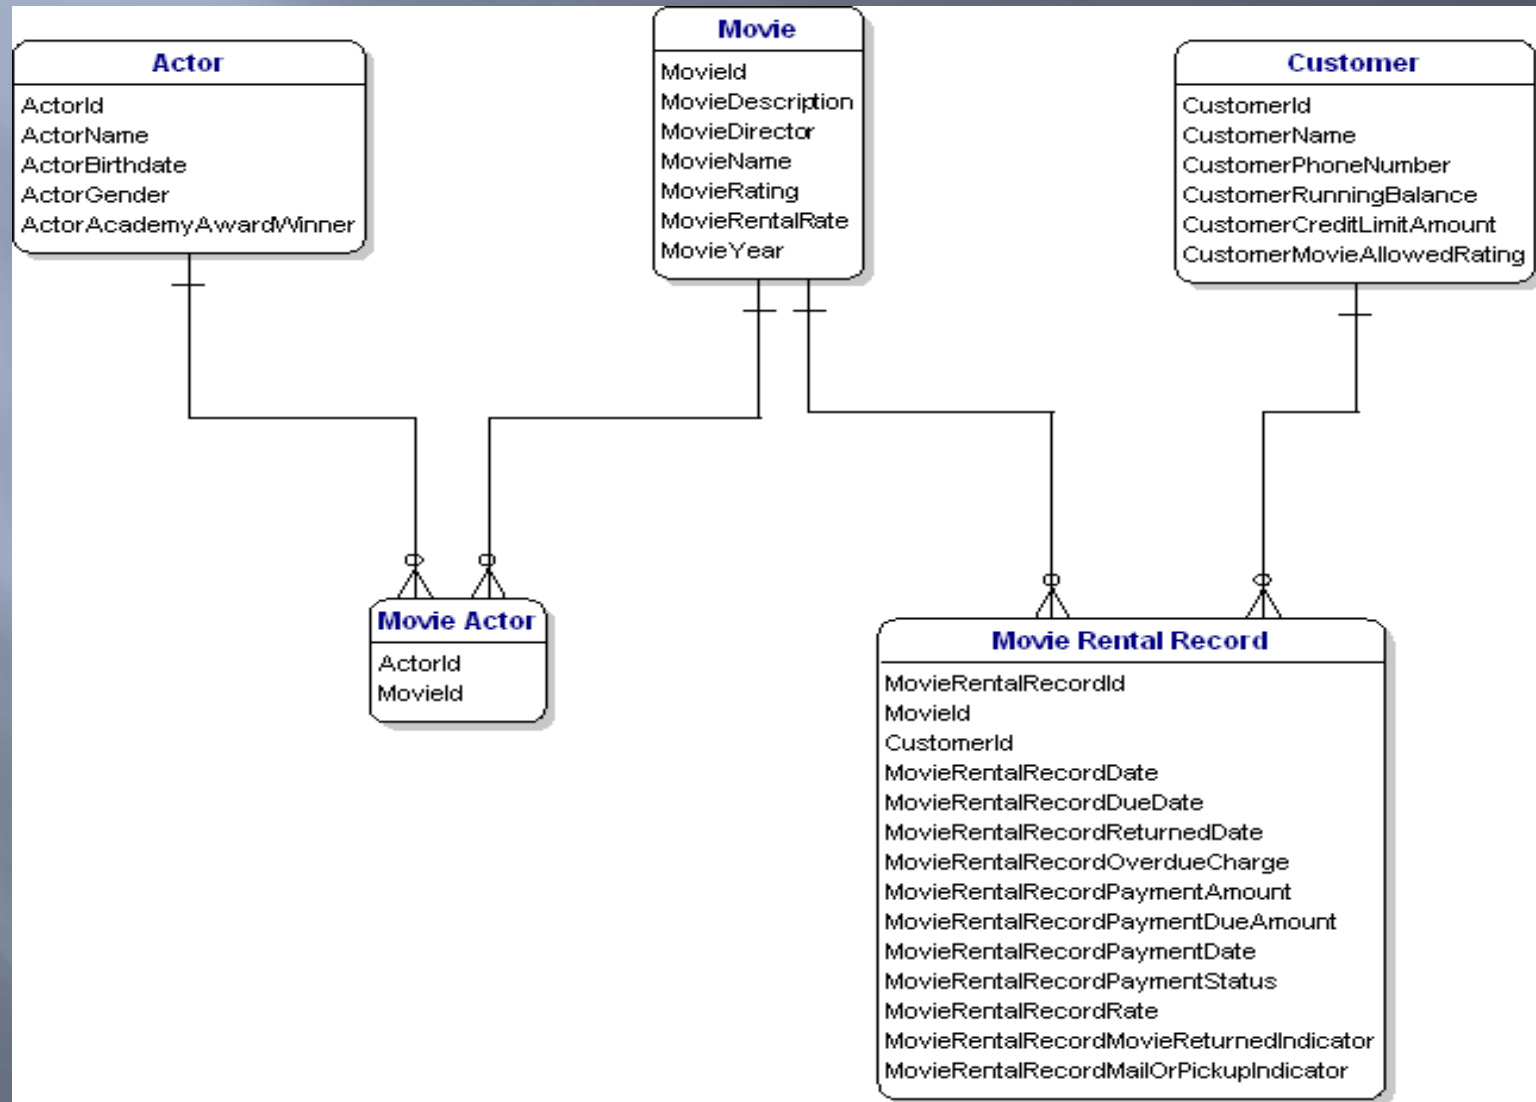 Actor
ActorId
ActorName
ActorBirthdate
ActorGender
ActorAcademyAwardWinner
Movie
MovieId
MovieDescription
MovieDirector
MovieName
MovieRating
MovieRentalRate
MovieYear
Customer
CustomerId
CustomerName
CustomerPhoneNumber
CustomerRunningBalance
CustomerCreditLimitAmount
CustomerMovieAllowedRating
Movie Actor
ActorId
MovieId
Movie Rental Record
MovieRentalRecordId
MovieId
CustomerId
MovieRentalRecordDate
MovieRentalRecordDueDate
MovieRentalRecordReturnedDate
MovieRentalRecordOverdueCharge
MovieRentalRecordPaymentAmount
MovieRentalRecordPaymentDueAmount
MovieRentalRecordPaymentDate
MovieRentalRecordPaymentStatus
MovieRentalRecordRate
MovieRentalRecordMovieReturnedIndicator
MovieRentalRecordMailOrPickupIndicator